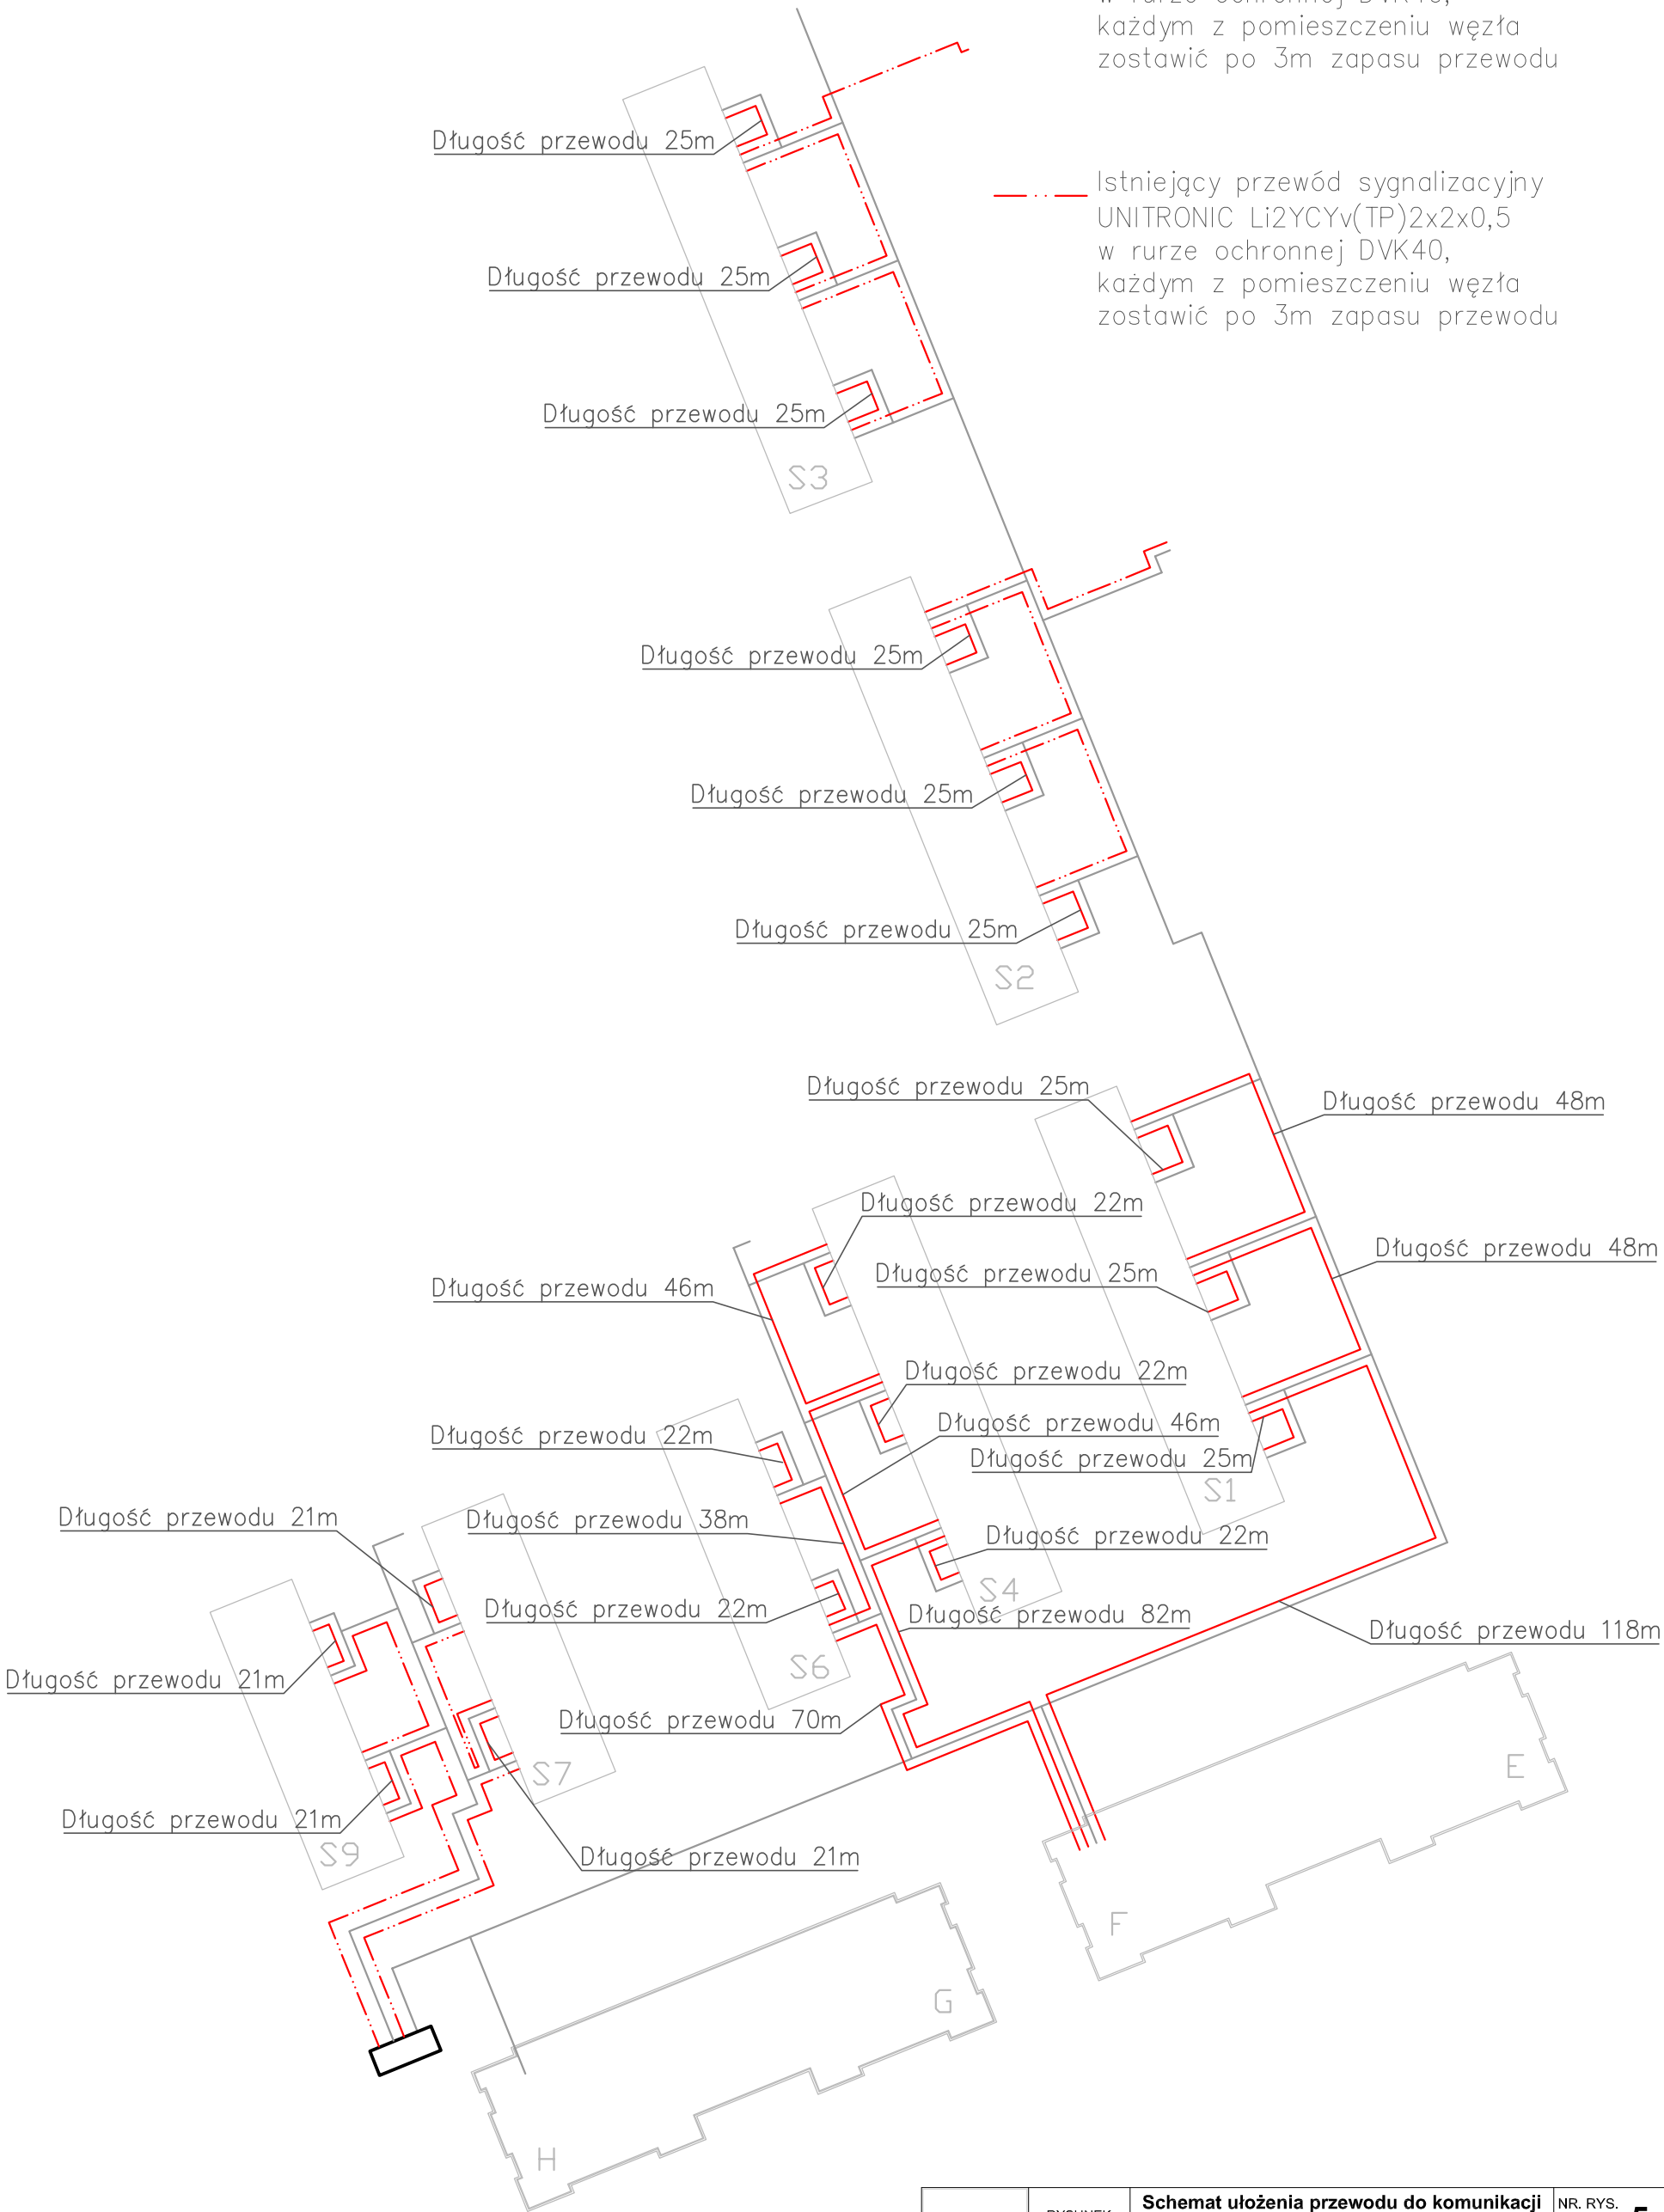 w rurze ochronnej DVK40,
każdym z pomieszczeniu węzła
zostawić po 3m zapasu przewodu
Długość przewodu 25m
Istniejący przewód sygnalizacyjny
UNITRONIC Li2YCYv(TP)2x2x0,5
w rurze ochronnej DVK40,
każdym z pomieszczeniu węzła
zostawić po 3m zapasu przewodu
Długość przewodu 25m
Długość przewodu 25m
S3
Długość przewodu 25m
Długość przewodu 25m
Długość przewodu 25m
S2
Długość przewodu 25m
Długość przewodu 48m
Długość przewodu 22m
Długość przewodu 48m
Długość przewodu 25m
Długość przewodu 46m
Długość przewodu 22m
Długość przewodu 46m
Długość przewodu 22m
Długość przewodu 25m
S1
Długość przewodu 21m
Długość przewodu 38m
Długość przewodu 22m
S4
Długość przewodu 22m
Długość przewodu 82m
Długość przewodu 118m
S6
Długość przewodu 21m
Długość przewodu 70m
S7
E
Długość przewodu 21m
S9
Długość przewodu 21m
F
G
H
RYSUNEK
Schemat ułożenia przewodu do komunikacji
NR. RYS.